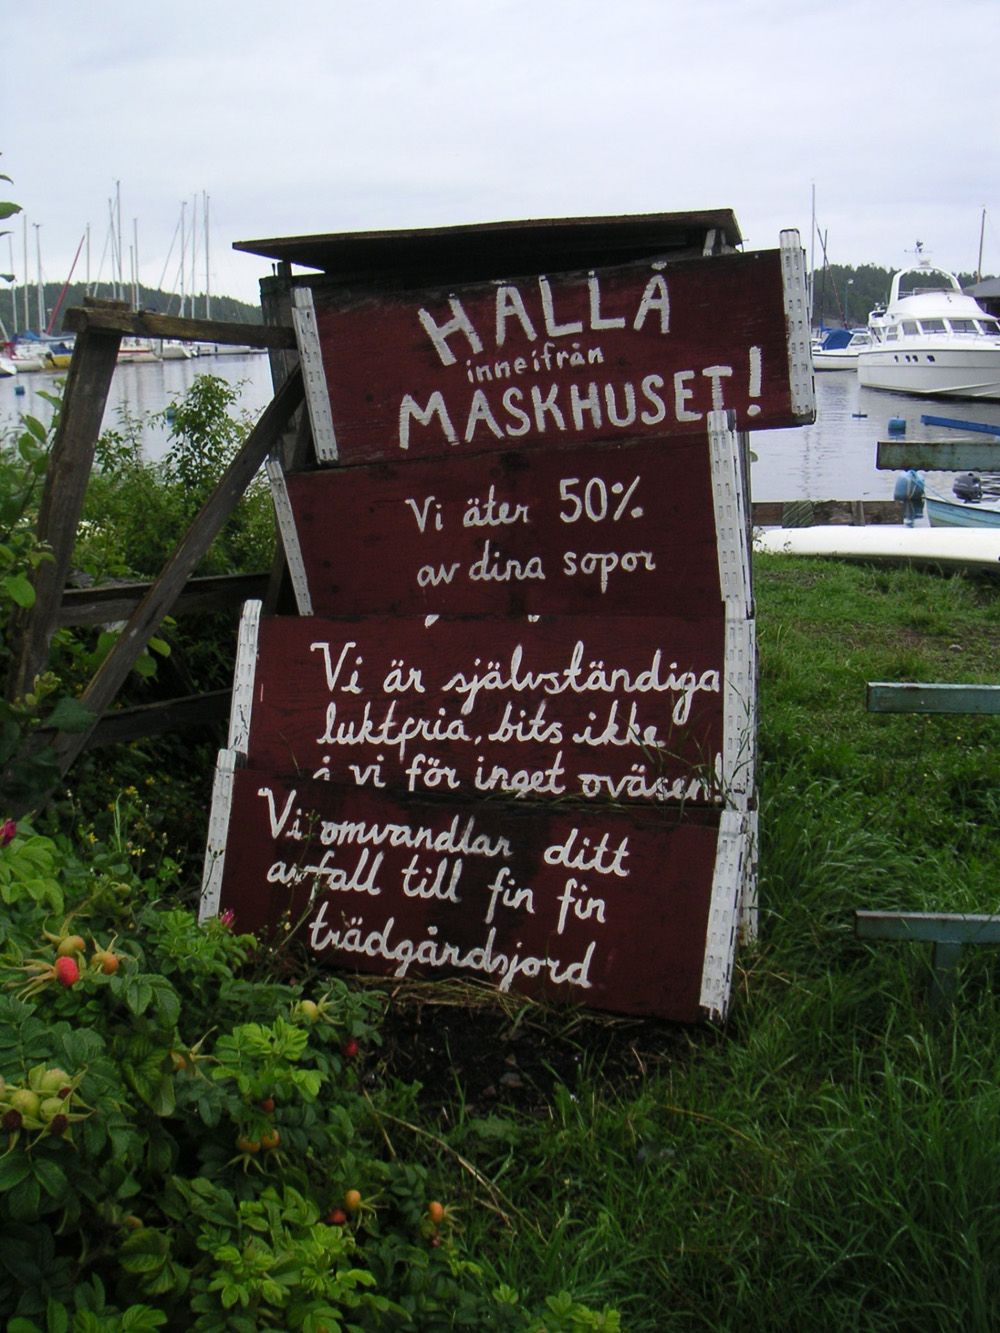 HALLÅ
inneifrån
MASKHUSET!
Vi äter 50%
av dina sopor
Vi är självständiga
luktfria, bits ikke
& vi för inget oväsen!
Vi omvandlar ditt
avfall till fin fin
trädgårdsjord